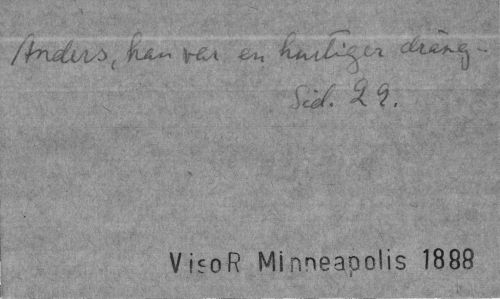 Anders, han var en hurtiger dräng -
Sid. 29.
VisoR Minneapolis 1888